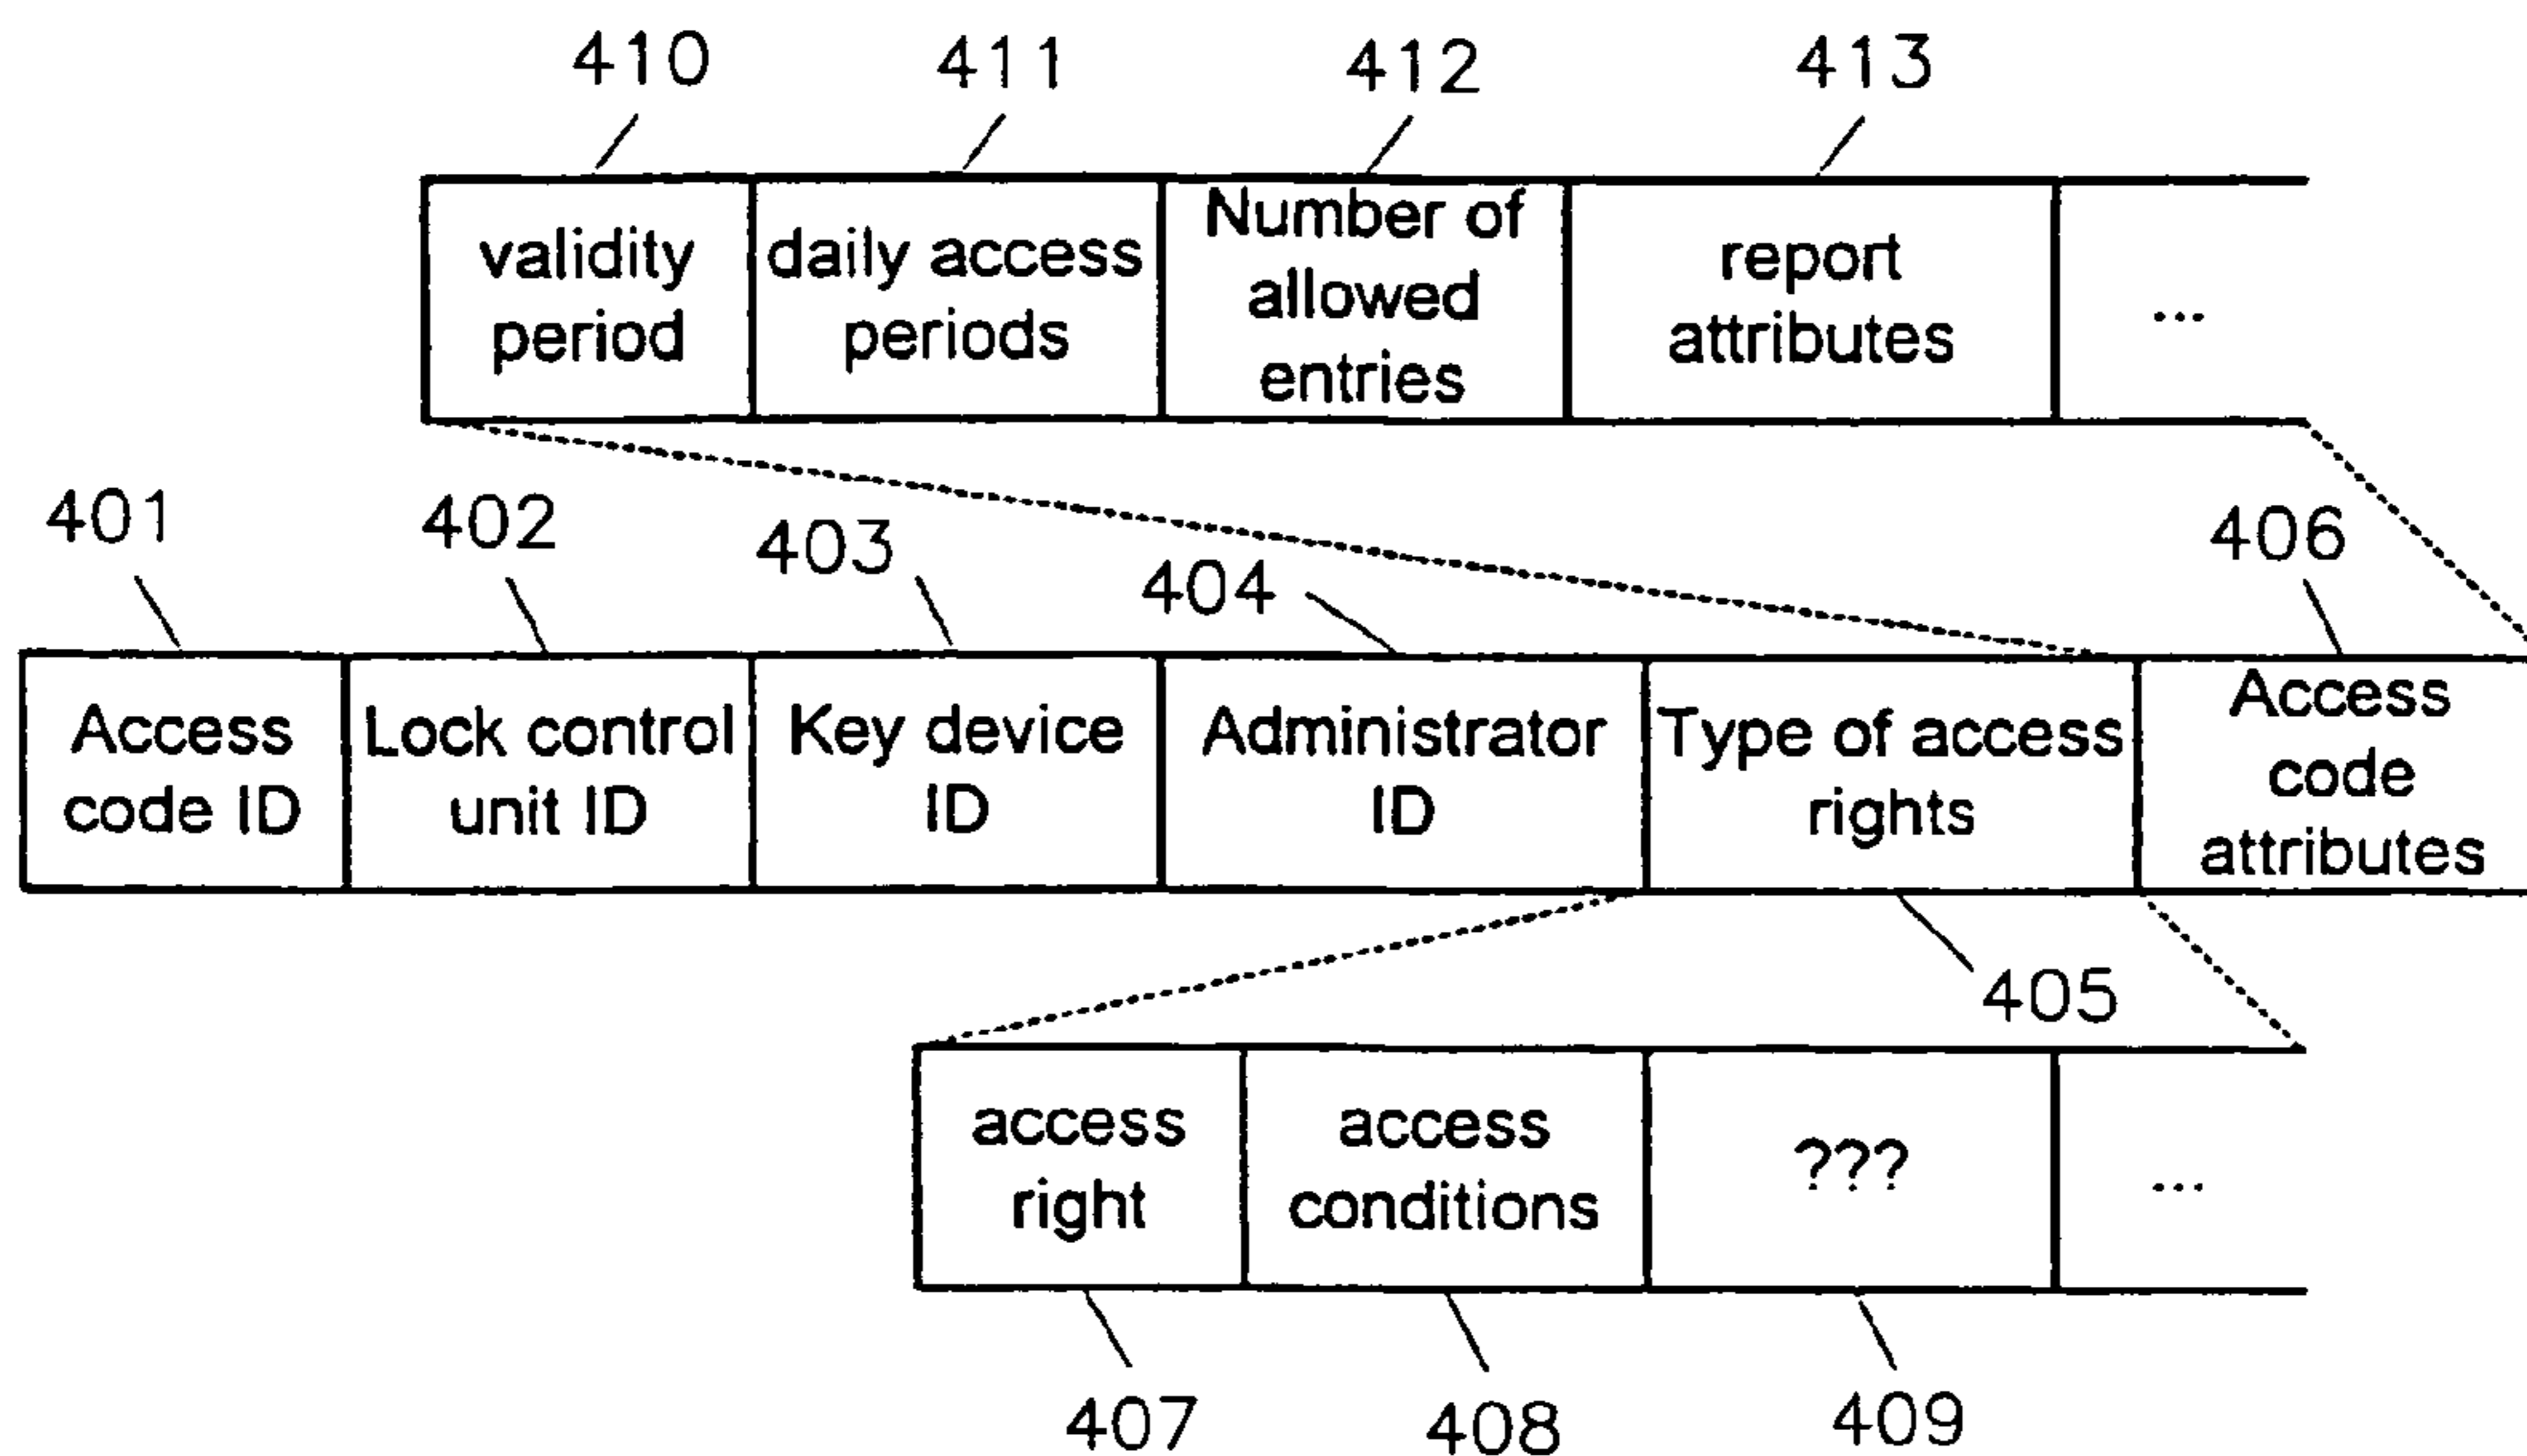 410 411 412 413
validity period
daily access periods
Number of allowed entries
report attributes
...
401 402 403 404 406
Access code ID
Lock control unit ID
Key device ID
Administrator ID
Type of access rights
Access code attributes
405
access right
access conditions
???
...
407 408 409